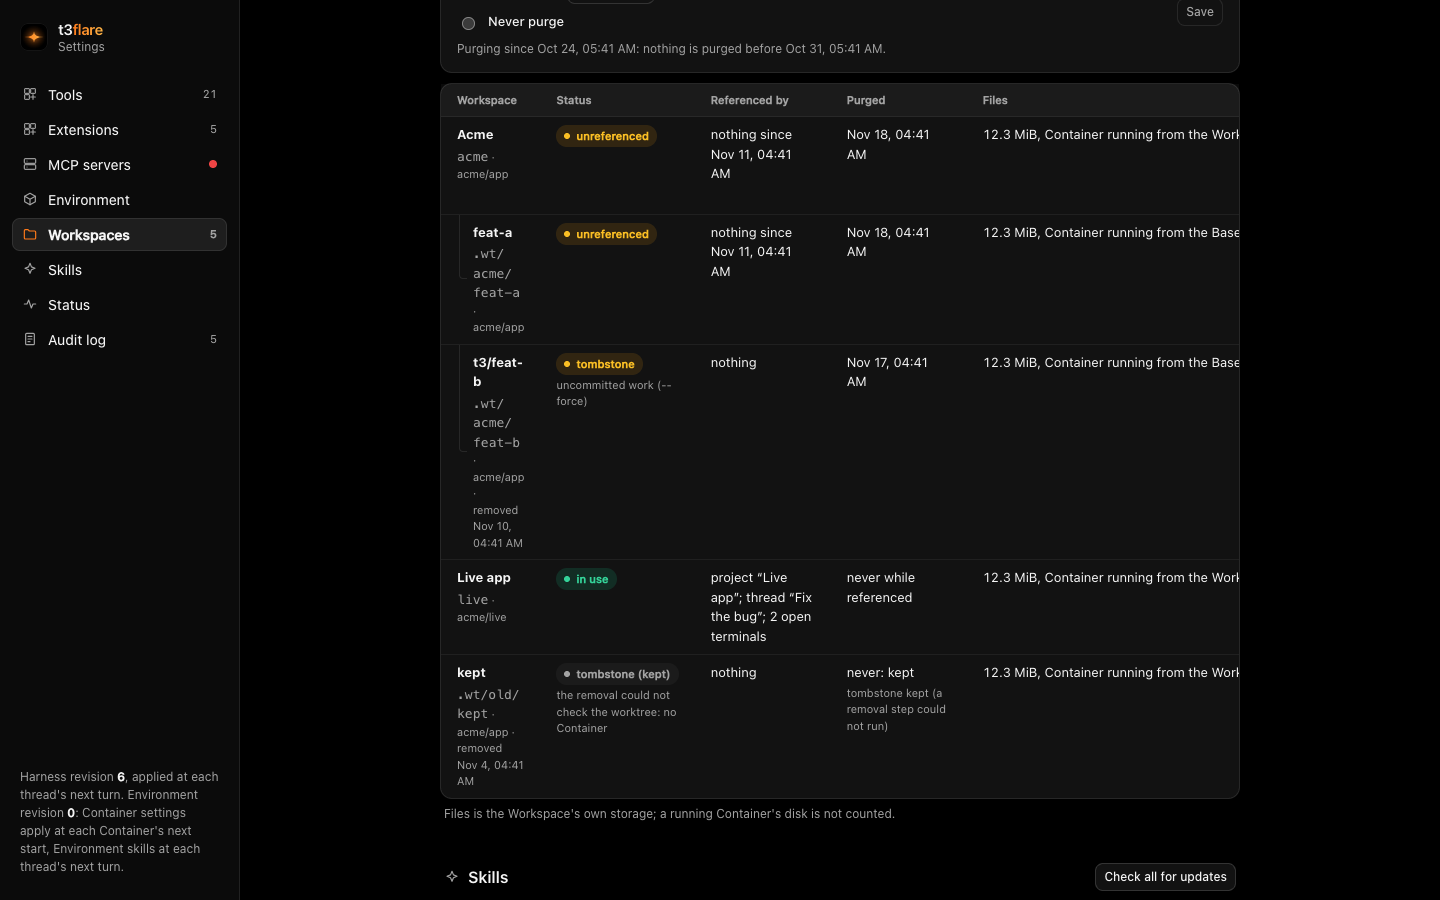 t3flare
Settings
Tools 21
Extensions 5
MCP servers
Environment
Workspaces 5
Skills
Status
Audit log 5
Harness revision 6, applied at each
thread's next turn. Environment
revision 0: Container settings
apply at each Container's next
start, Environment skills at each
thread's next turn.
Never purge
Save
Purging since Oct 24, 05:41 AM: nothing is purged before Oct 31, 05:41 AM.
Workspace Status Referenced by Purged Files
Acme
acme ·
acme/app
unreferenced
nothing since
Nov 11, 04:41
AM
Nov 18, 04:41
AM
12.3 MiB, Container running from the Work
feat-a
.wt/
acme/
feat-a
·
acme/app
unreferenced
nothing since
Nov 11, 04:41
AM
Nov 18, 04:41
AM
12.3 MiB, Container running from the Base
t3/feat-
b
.wt/
acme/
feat-b
·
acme/app
·
removed
Nov 10,
04:41 AM
tombstone
uncommitted work (--
force)
nothing
Nov 17, 04:41
AM
12.3 MiB, Container running from the Base
Live app
live ·
acme/live
in use
project “Live
app”; thread “Fix
the bug”; 2 open
terminals
never while
referenced
12.3 MiB, Container running from the Work
kept
.wt/old/
kept ·
acme/app ·
removed
Nov 4, 04:41
AM
tombstone (kept)
the removal could not
check the worktree: no
Container
nothing
never: kept
tombstone kept (a
removal step could
not run)
12.3 MiB, Container running from the Work
Files is the Workspace's own storage; a running Container's disk is not counted.
Skills
Check all for updates